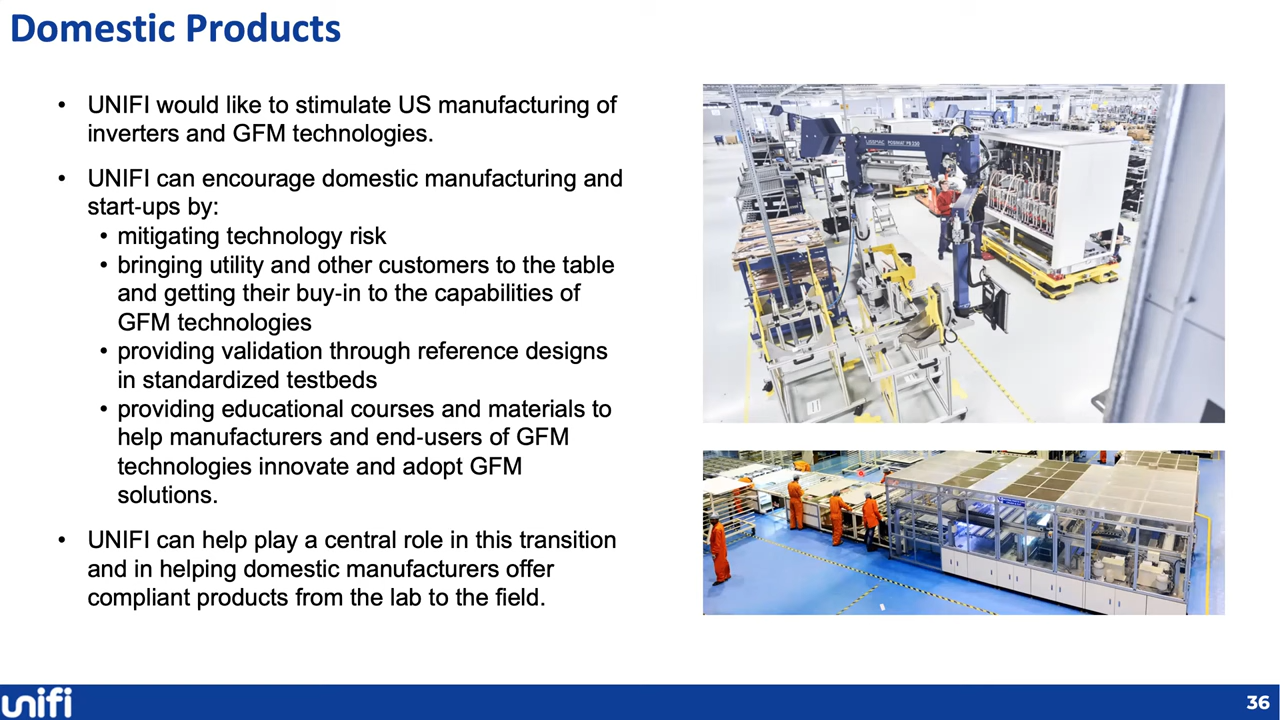 Domestic Products
• UNIFI would like to stimulate US manufacturing of
inverters and GFM technologies.
• UNIFI can encourage domestic manufacturing and
start-ups by:
• mitigating technology risk
• bringing utility and other customers to the table
and getting their buy-in to the capabilities of
GFM technologies
• providing validation through reference designs
in standardized testbeds
• providing educational courses and materials to
help manufacturers and end-users of GFM
technologies innovate and adopt GFM
solutions.
• UNIFI can help play a central role in this transition
and in helping domestic manufacturers offer
compliant products from the lab to the field.
unifi
36